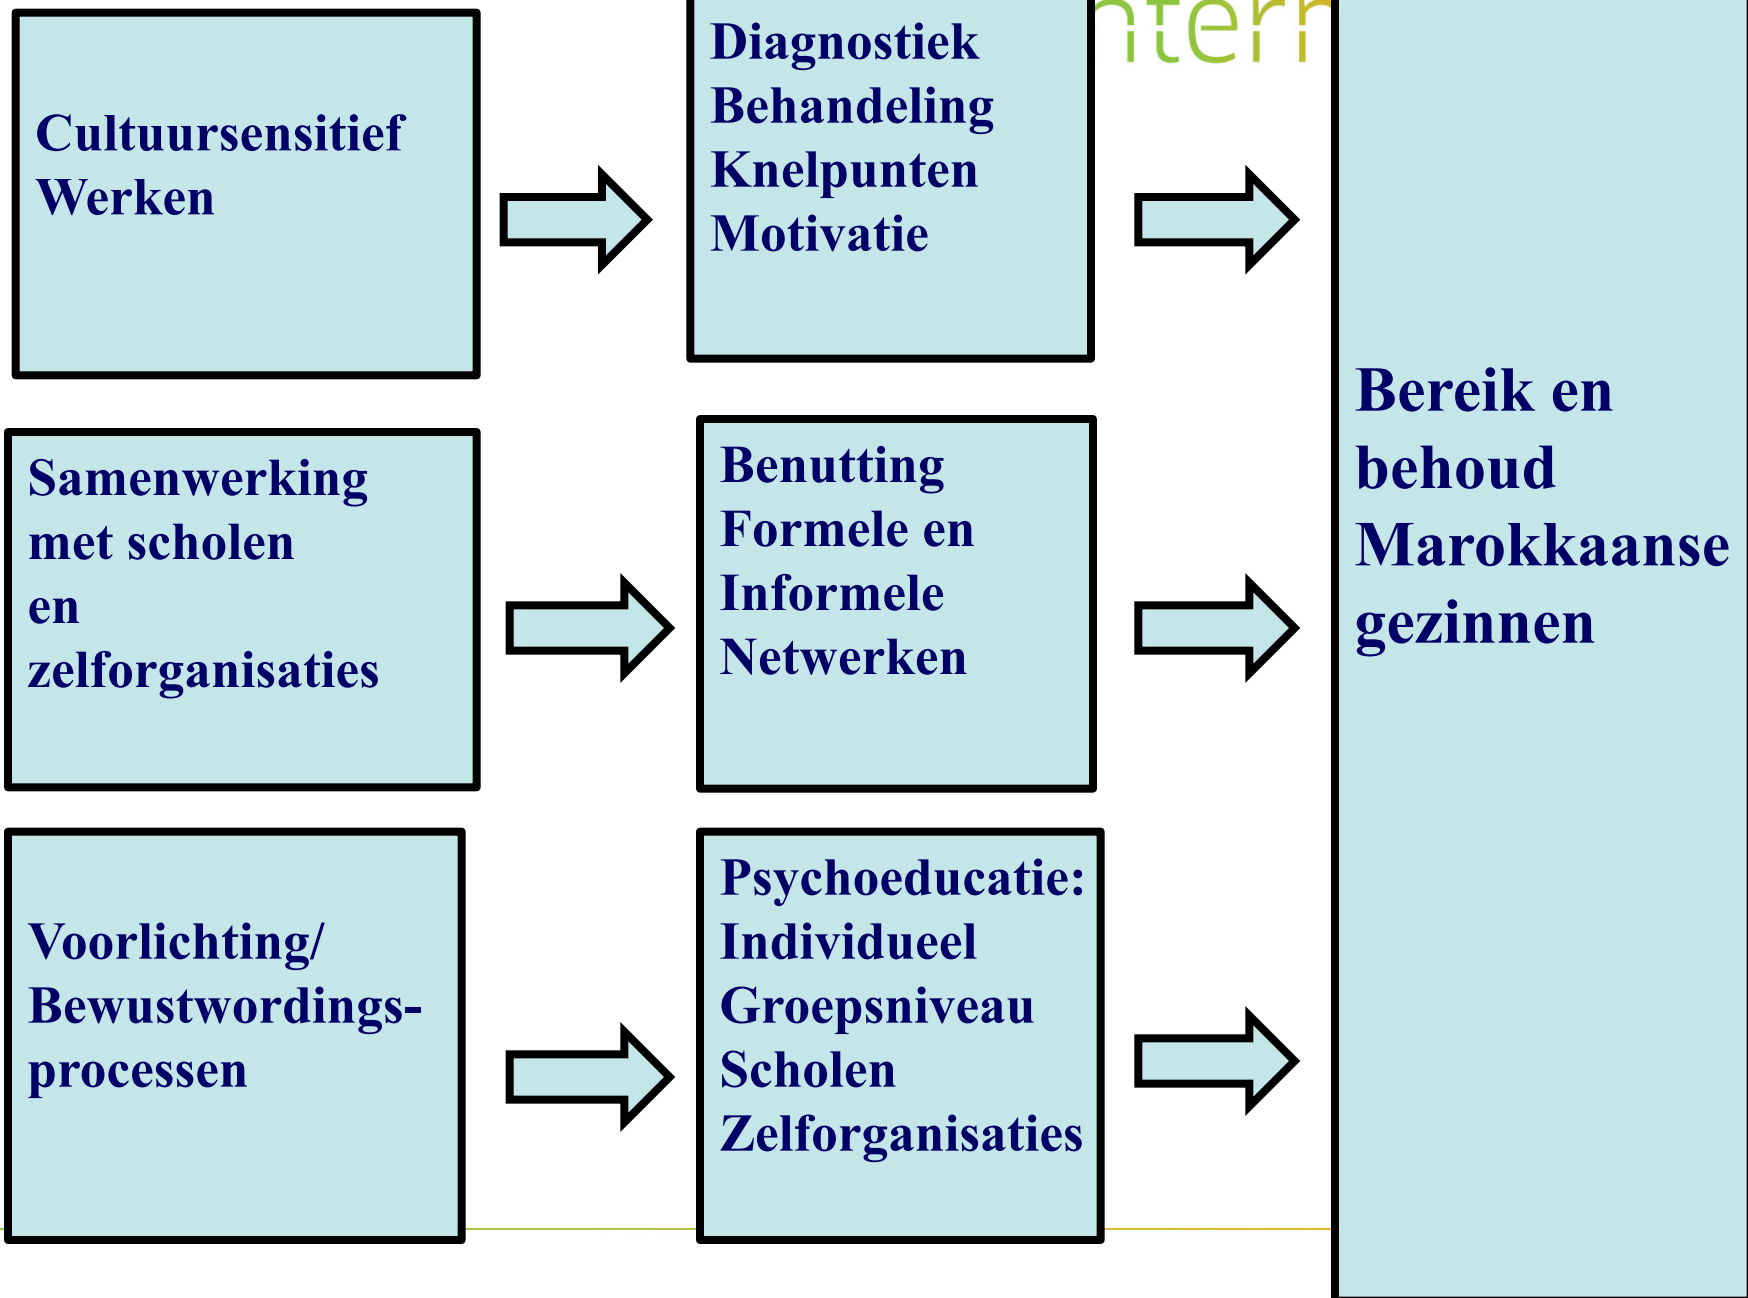 Cultuursensitief
Werken
Diagnostiek
Behandeling
Knelpunten
Motivatie
Samenwerking
met scholen
en
zelforganisaties
Benutting
Formele en
Informele
Netwerken
Voorlichting/
Bewustwordings-
processen
Psychoeducatie:
Individueel
Groepsniveau
Scholen
Zelforganisaties
Bereik en
behoud
Marokkaanse
gezinnen